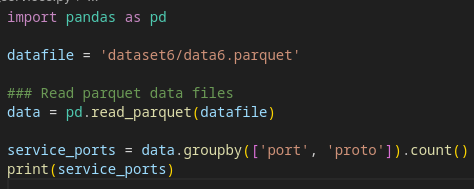 import pandas as pd
datafile = 'dataset6/data6.parquet'
### Read parquet data files
data = pd.read_parquet(datafile)
service_ports = data.groupby(['port', 'proto']).count()
print(service_ports)